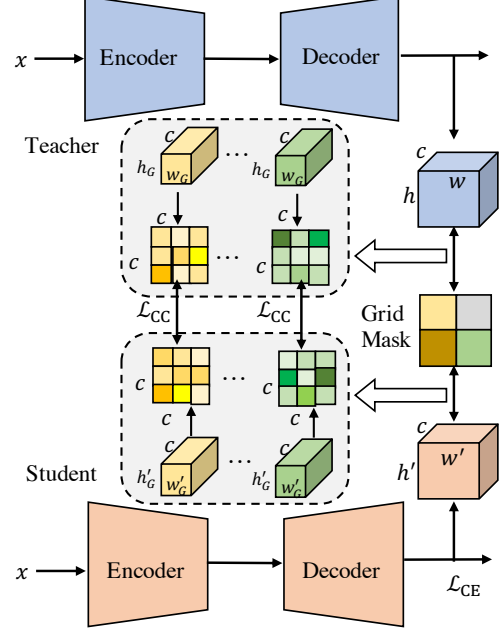 x
Encoder
Decoder
Teacher
c
h_G
w_G
...
c
h_G
w_G
c
w
h
c
c
...
c
c
L_CC
L_CC
Grid
Mask
c
...
c
c
c
c
h'_G
w'_G
...
c
h'_G
w'_G
c
w'
h'
Student
x
Encoder
Decoder
L_CE